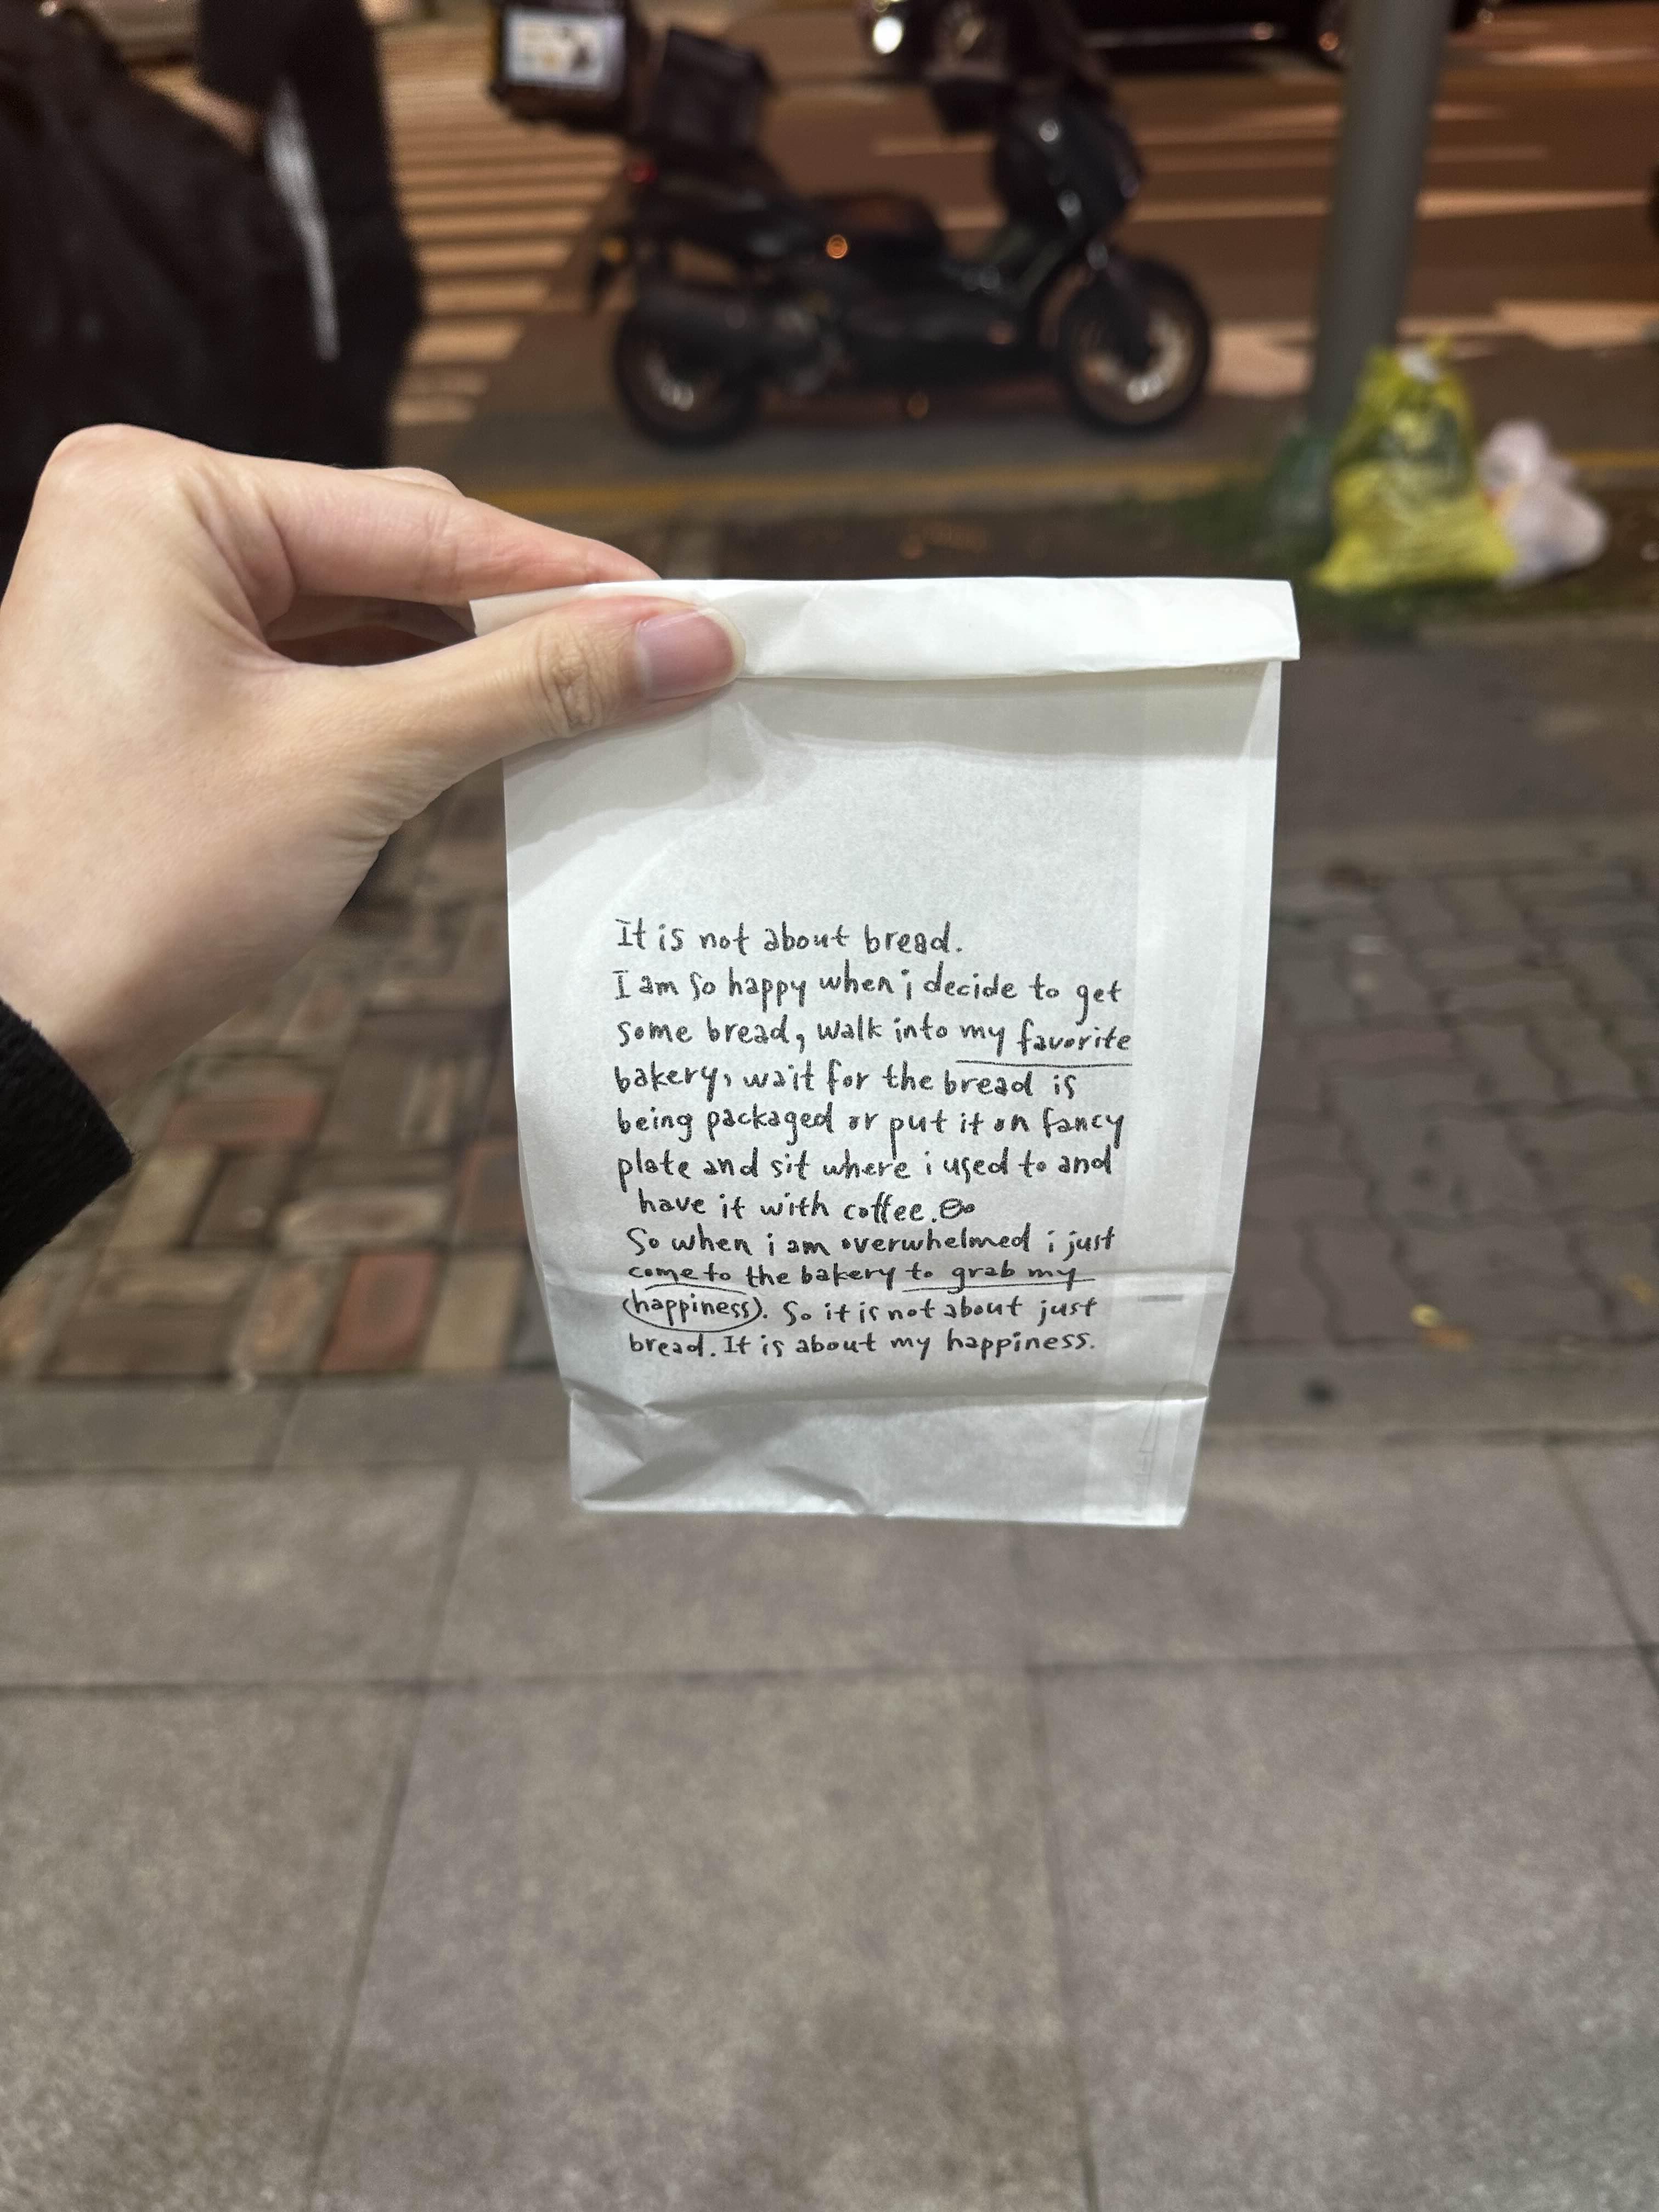 It is not about bread.
I am so happy when i decide to get
some bread, walk into my favorite
bakery, wait for the bread is
being packaged or put it on fancy
plate and sit where i used to and
have it with coffee.
So when i am overwhelmed i just
come to the bakery to grab my
(happiness). So it is not about just
bread. It is about my happiness.